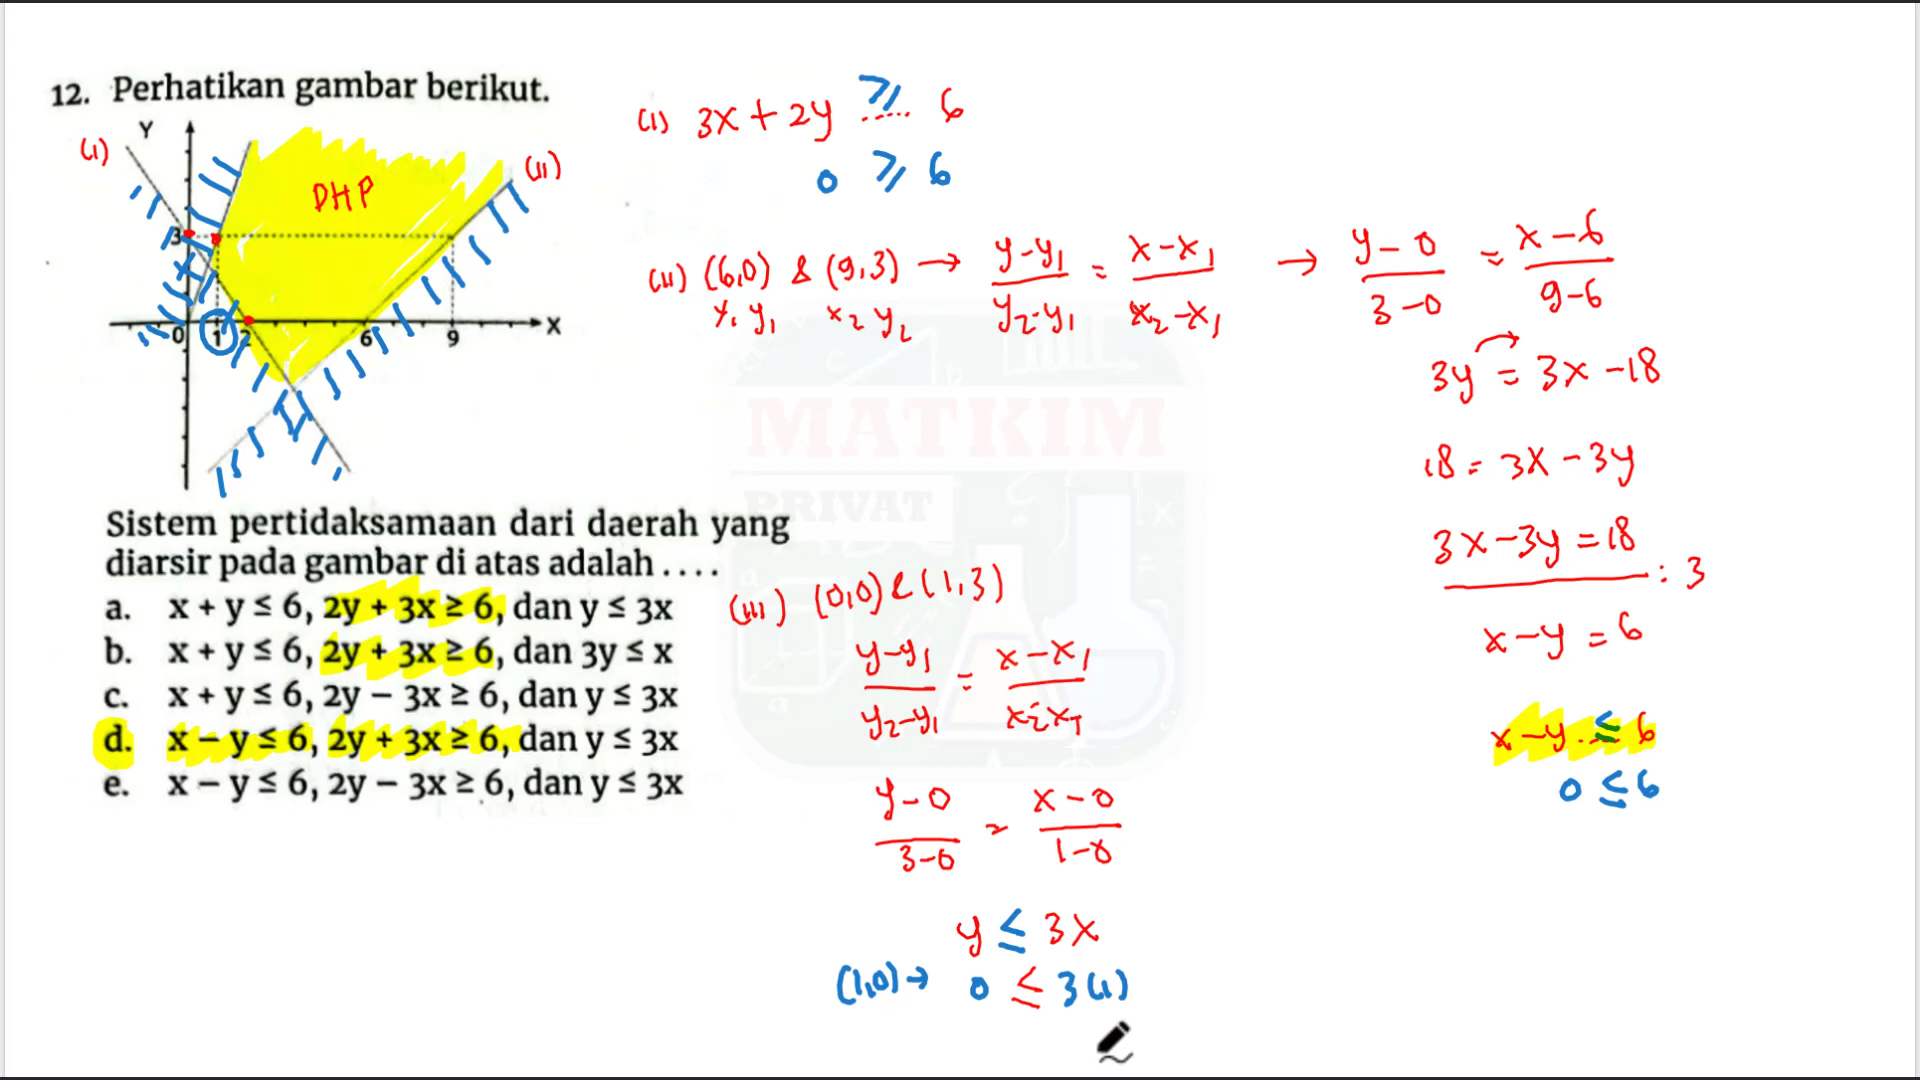 12. Perhatikan gambar berikut.
Y
(I)
(II)
DHP
3
0 1 2 6 9 X
Sistem pertidaksamaan dari daerah yang
diarsir pada gambar di atas adalah ....
a. x + y ≤ 6, 2y + 3x ≥ 6, dan y ≤ 3x
b. x + y ≤ 6, 2y + 3x ≥ 6, dan 3y ≤ x
c. x + y ≤ 6, 2y − 3x ≥ 6, dan y ≤ 3x
d. x − y ≤ 6, 2y + 3x ≥ 6, dan y ≤ 3x
e. x − y ≤ 6, 2y − 3x ≥ 6, dan y ≤ 3x
(I) 3x + 2y ≥ 6
0 ≥ 6
(II) (6,0) & (9,3) → (y−y₁)/(y₂−y₁) = (x−x₁)/(x₂−x₁) → (y−0)/(3−0) = (x−6)/(9−6)
x₁ y₁ x₂ y₂
3y = 3x − 18
18 = 3x − 3y
3x − 3y = 18
: 3
x − y = 6
x − y ≤ 6
0 ≤ 6
(III) (0,0) & (1,3)
(y−y₁)/(y₂−y₁) = (x−x₁)/(x₂−x₁)
(y−0)/(3−0) = (x−0)/(1−0)
y ≤ 3x
(1,0) → 0 ≤ 3(1)
MATKIM
PRIVAT